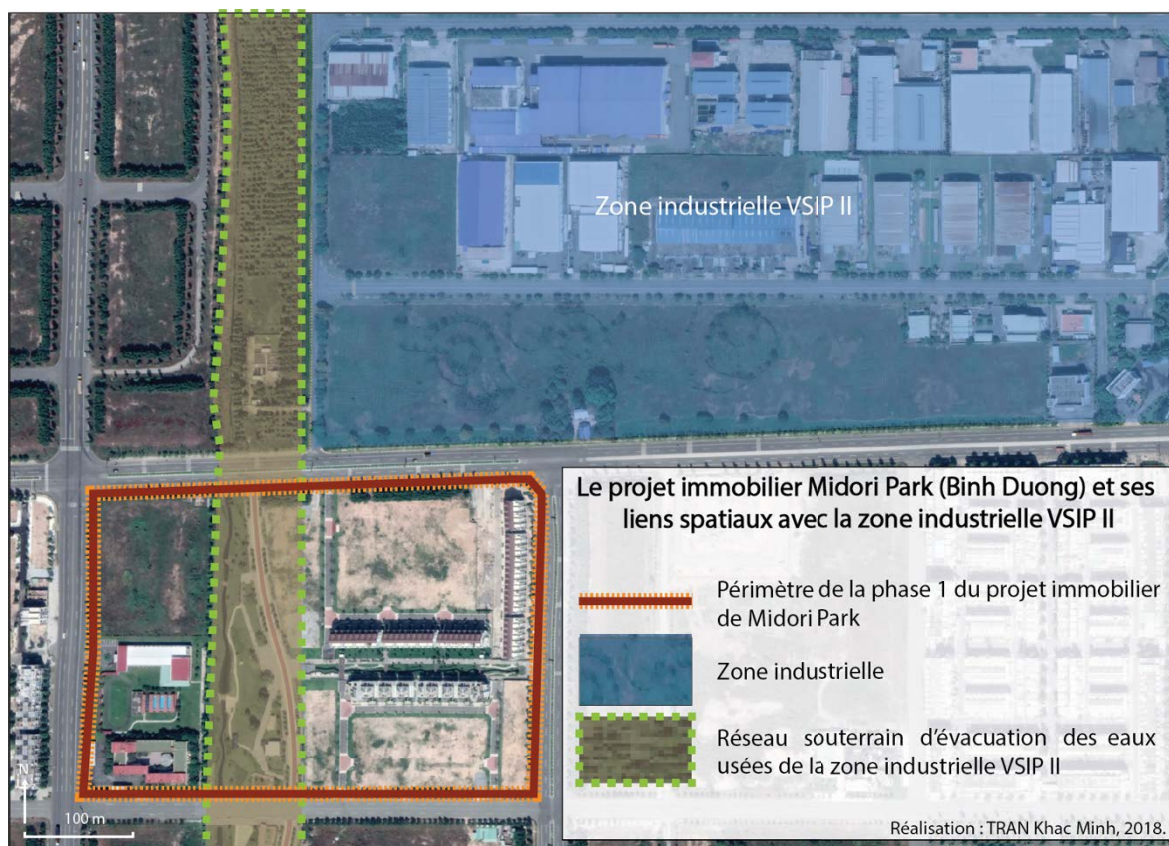 Zone industrielle VSIP II
Le projet immobilier Midori Park (Binh Duong) et ses
liens spatiaux avec la zone industrielle VSIP II
Périmètre de la phase 1 du projet immobilier
de Midori Park
Zone industrielle
Réseau souterrain d'évacuation des eaux
usées de la zone industrielle VSIP II
N
100 m
Réalisation : TRAN Khac Minh, 2018.